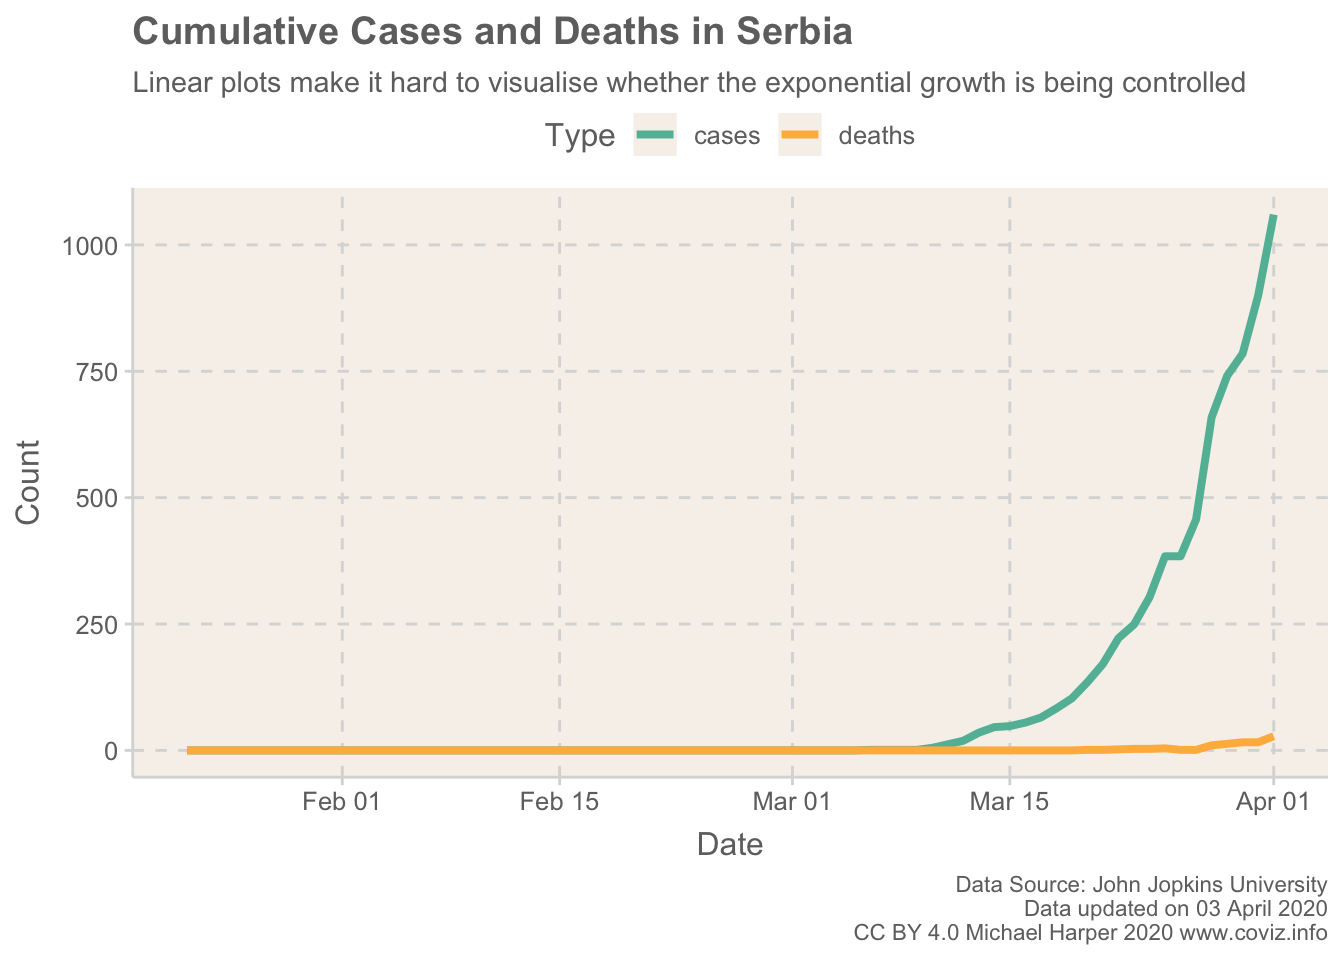 Cumulative Cases and Deaths in Serbia
Linear plots make it hard to visualise whether the exponential growth is being controlled
Type cases deaths
1000
750
500
250
0
Count
Feb 01 Feb 15 Mar 01 Mar 15 Apr 01
Date
Data Source: John Jopkins University
Data updated on 03 April 2020
CC BY 4.0 Michael Harper 2020 www.coviz.info